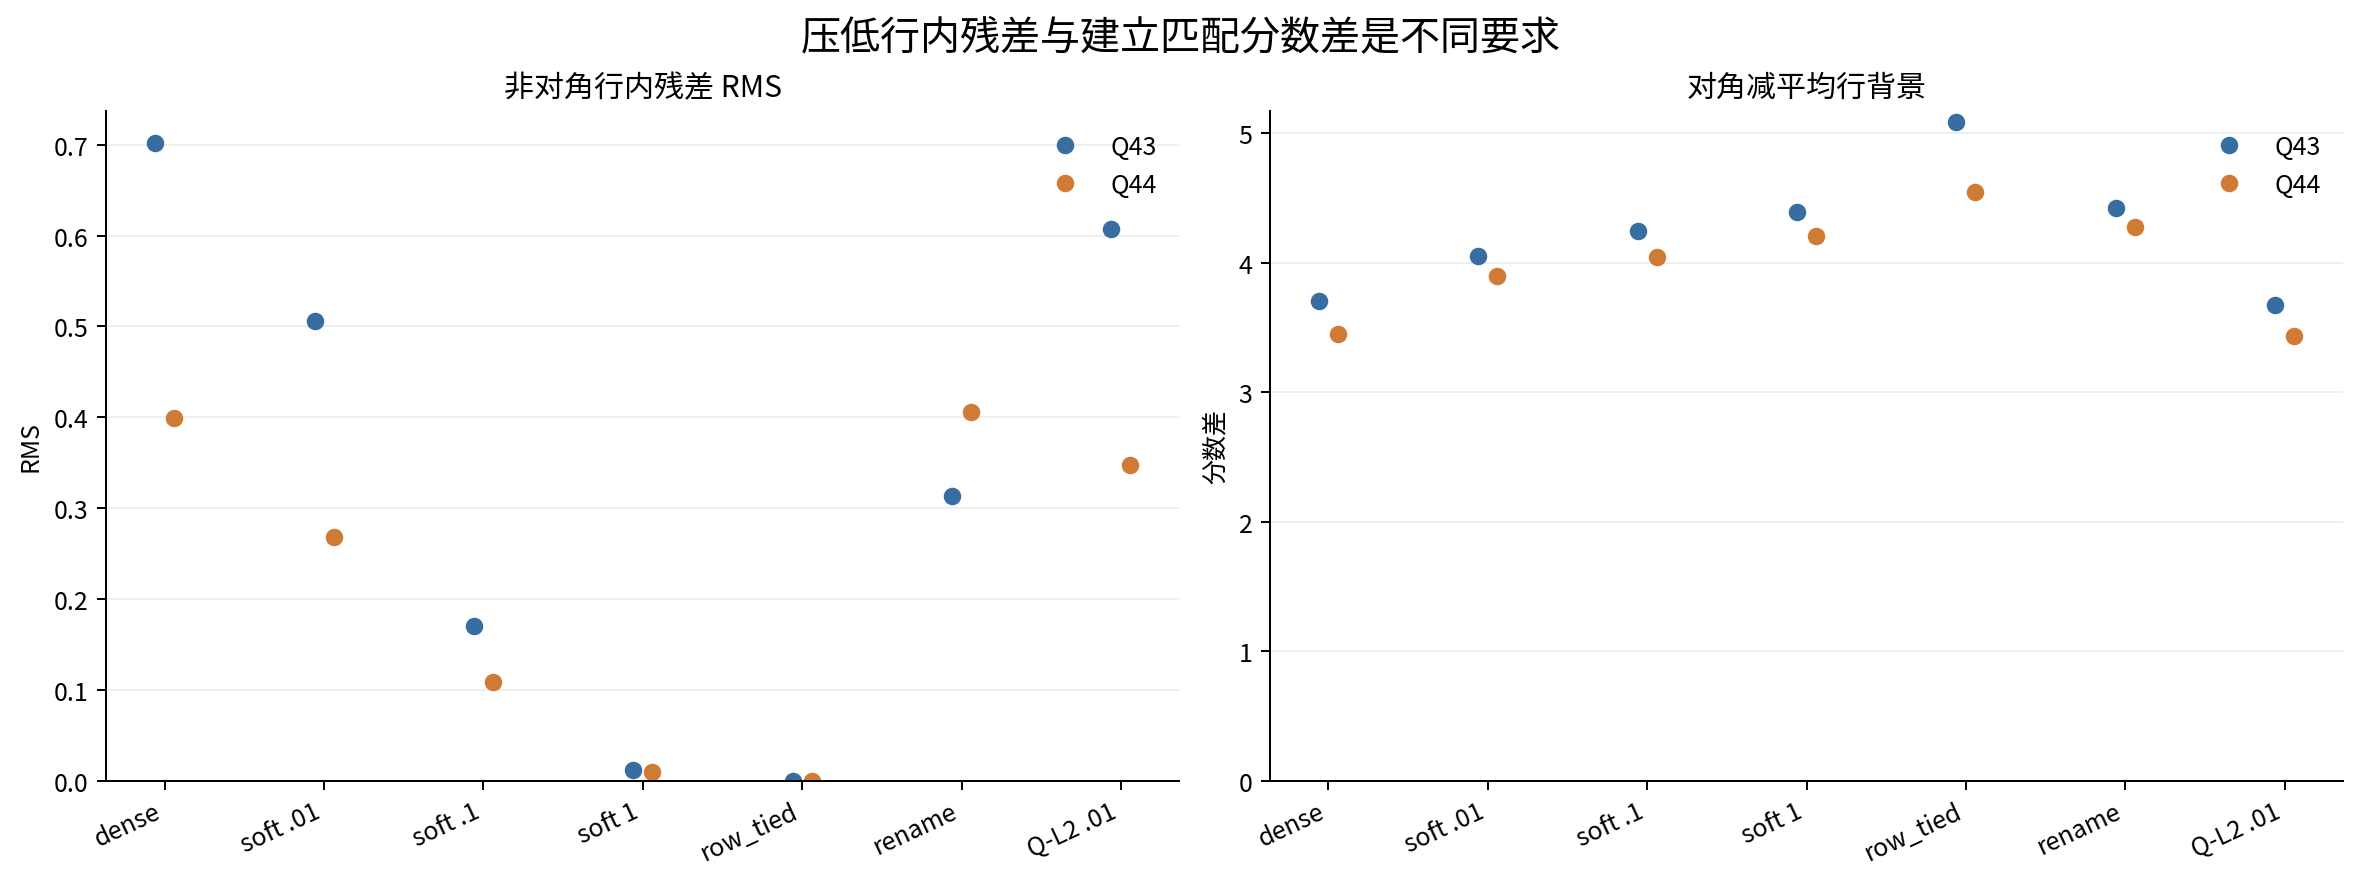 压低行内残差与建立匹配分数差是不同要求
非对角行内残差 RMS
RMS
0.7
0.6
0.5
0.4
0.3
0.2
0.1
0.0
Q43
Q44
dense
soft .01
soft .1
soft 1
row_tied
rename
Q-L2 .01
对角减平均行背景
分数差
5
4
3
2
1
0
Q43
Q44
dense
soft .01
soft .1
soft 1
row_tied
rename
Q-L2 .01